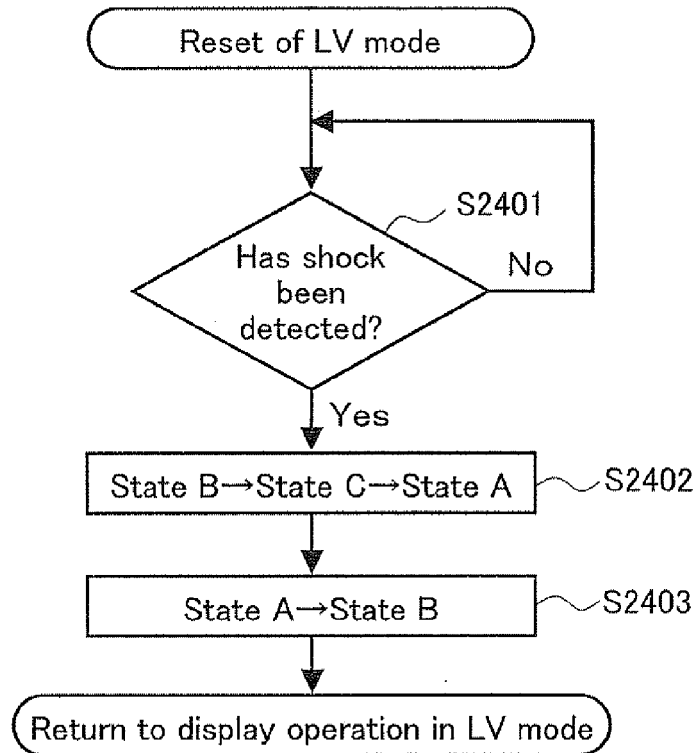 Reset of LV mode
S2401
Has shock
been
detected?
No
Yes
State B→State C→State A
S2402
State A→State B
S2403
Return to display operation in LV mode